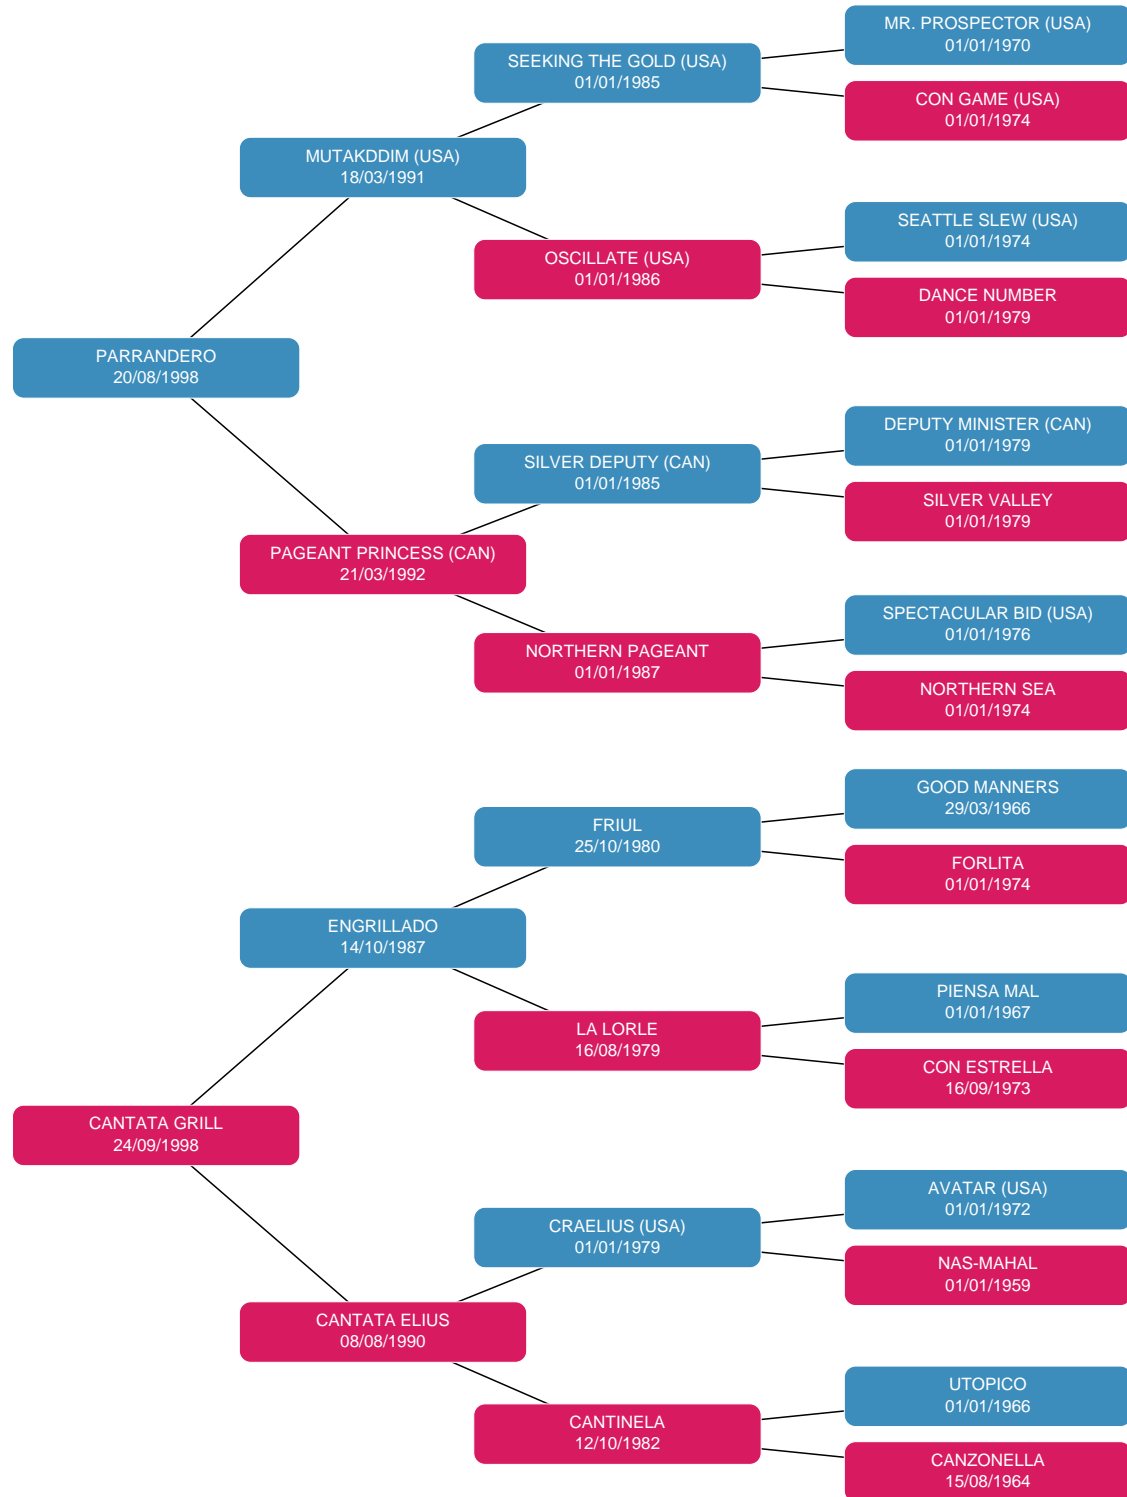 MR. PROSPECTOR (USA)
01/01/1970
SEEKING THE GOLD (USA)
01/01/1985
CON GAME (USA)
01/01/1974
MUTAKDDIM (USA)
18/03/1991
SEATTLE SLEW (USA)
01/01/1974
OSCILLATE (USA)
01/01/1986
DANCE NUMBER
01/01/1979
PARRANDERO
20/08/1998
DEPUTY MINISTER (CAN)
01/01/1979
SILVER DEPUTY (CAN)
01/01/1985
SILVER VALLEY
01/01/1979
PAGEANT PRINCESS (CAN)
21/03/1992
SPECTACULAR BID (USA)
01/01/1976
NORTHERN PAGEANT
01/01/1987
NORTHERN SEA
01/01/1974
GOOD MANNERS
29/03/1966
FRIUL
25/10/1980
FORLITA
01/01/1974
ENGRILLADO
14/10/1987
PIENSA MAL
01/01/1967
LA LORLE
16/08/1979
CON ESTRELLA
16/09/1973
CANTATA GRILL
24/09/1998
AVATAR (USA)
01/01/1972
CRAELIUS (USA)
01/01/1979
NAS-MAHAL
01/01/1959
CANTATA ELIUS
08/08/1990
UTOPICO
01/01/1966
CANTINELA
12/10/1982
CANZONELLA
15/08/1964